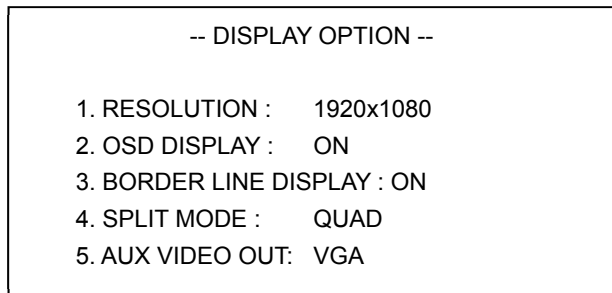 -- DISPLAY OPTION --
1. RESOLUTION : 1920x1080
2. OSD DISPLAY : ON
3. BORDER LINE DISPLAY : ON
4. SPLIT MODE : QUAD
5. AUX VIDEO OUT: VGA